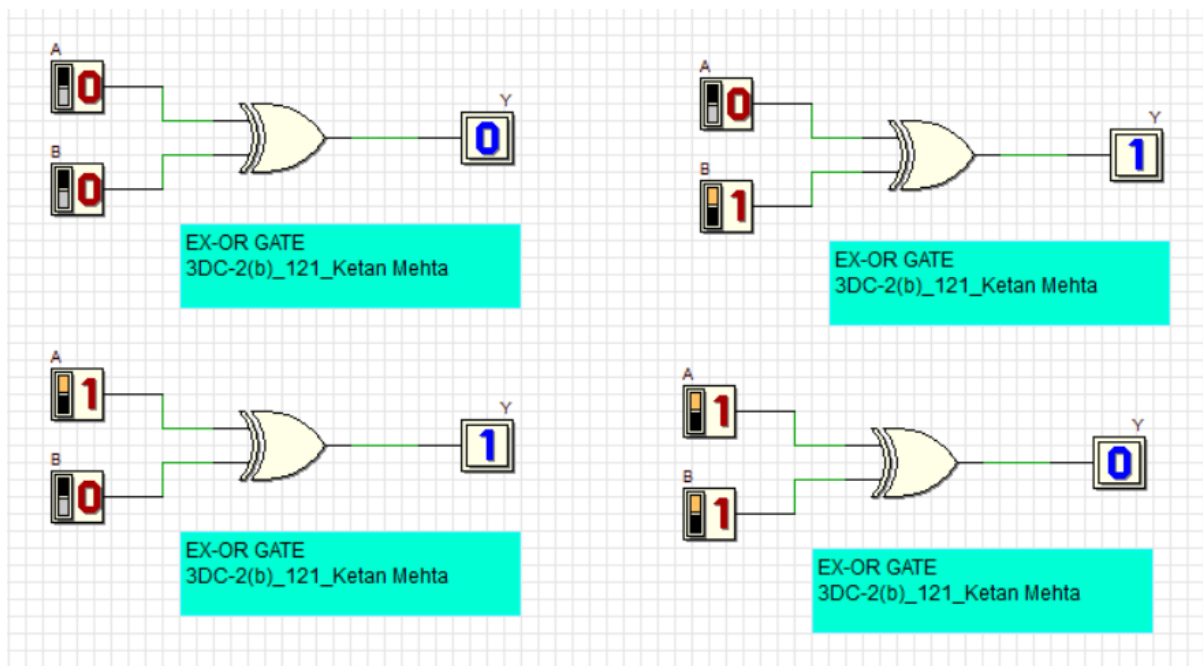 A
0
Y
0
B
0
EX-OR GATE
3DC-2(b)_121_Ketan Mehta
A
0
Y
1
B
1
EX-OR GATE
3DC-2(b)_121_Ketan Mehta
A
1
Y
1
B
0
EX-OR GATE
3DC-2(b)_121_Ketan Mehta
A
1
Y
0
B
1
EX-OR GATE
3DC-2(b)_121_Ketan Mehta